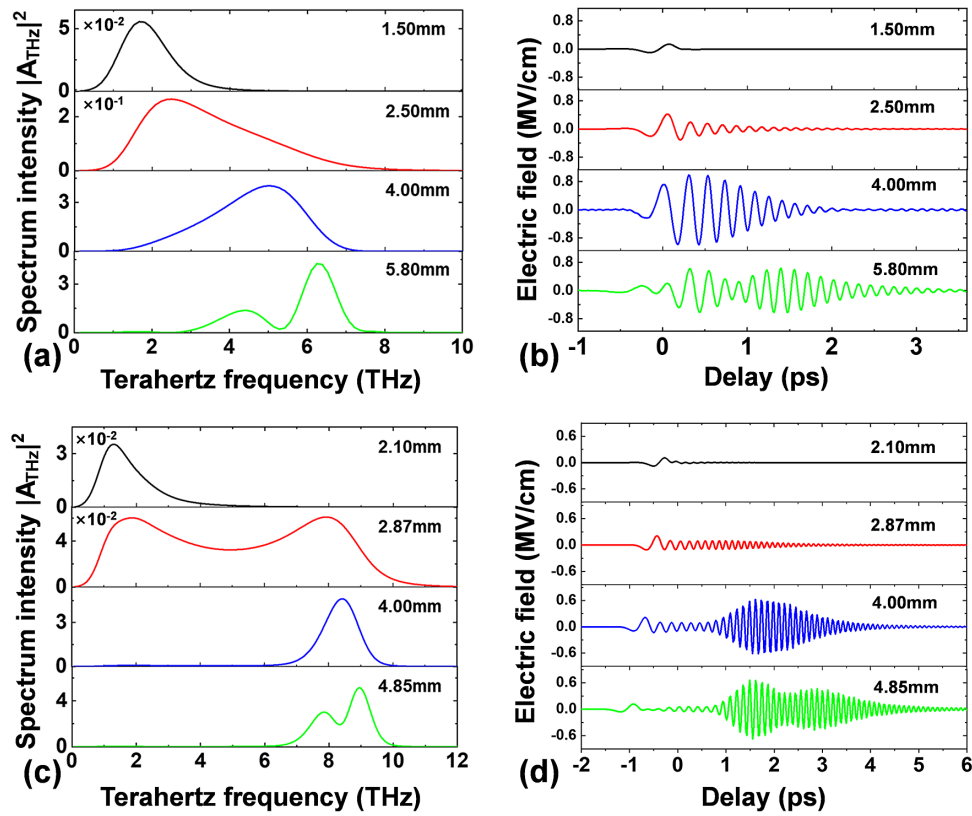 Spectrum intensity |A_THz|²
×10⁻²
1.50mm
5
0
×10⁻¹
2.50mm
2
0
4.00mm
3
0
5.80mm
3
0
0 2 4 6 8 10
(a)
Terahertz frequency (THz)
Electric field (MV/cm)
1.50mm
0.8
0.0
-0.8
2.50mm
0.8
0.0
-0.8
4.00mm
0.8
0.0
-0.8
5.80mm
0.8
0.0
-0.8
-1 0 1 2 3
(b)
Delay (ps)
Spectrum intensity |A_THz|²
×10⁻²
2.10mm
3
0
×10⁻²
2.87mm
4
0
4.00mm
3
0
4.85mm
4
0
0 2 4 6 8 10 12
(c)
Terahertz frequency (THz)
Electric field (MV/cm)
2.10mm
0.6
0.0
-0.6
2.87mm
0.6
0.0
-0.6
4.00mm
0.6
0.0
-0.6
4.85mm
0.6
0.0
-0.6
-2 -1 0 1 2 3 4 5 6
(d)
Delay (ps)